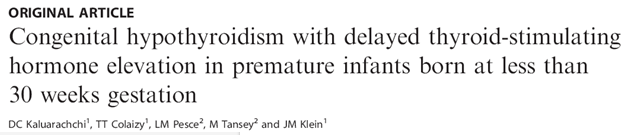 ORIGINAL ARTICLE
Congenital hypothyroidism with delayed thyroid-stimulating
hormone elevation in premature infants born at less than
30 weeks gestation
DC Kaluarachchi¹, TT Colaizy¹, LM Pesce², M Tansey² and JM Klein¹